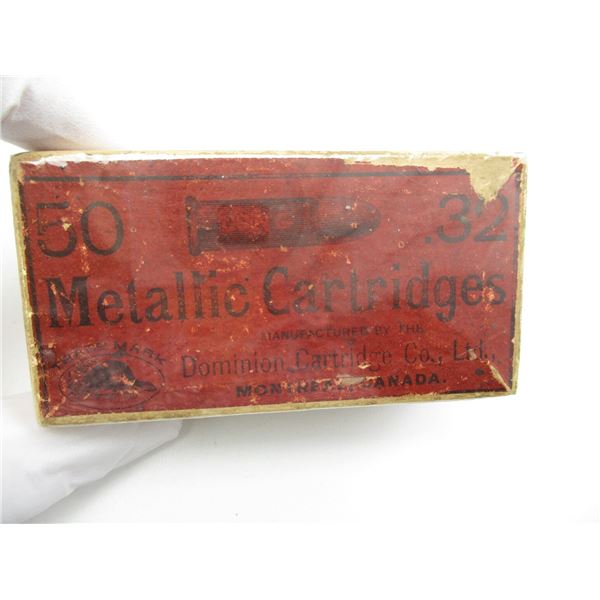 50 .32
Metallic Cartridges
MANUFACTURED BY THE
TRADE MARK
Dominion Cartridge Co., Ltd.,
MONTREAL, CANADA.